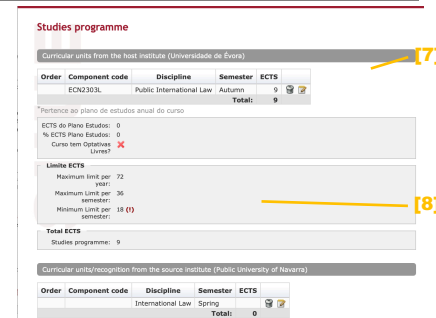 Studies programme
Curricular units from the host institute (Universidade de Évora)
[7]
Order Component code Discipline Semester ECTS
ECN2303L Public International Law Autumn 9
Total: 9
*Pertence ao plano de estudos anual do curso
ECTS do Plano Estudos: 0
% ECTS Plano Estudos: 0
Curso tem Optativas
Livres?
Limite ECTS
Maximum limit per 72
year:
Maximum Limit per 36
semester:
Minimum Limit per 18 (!)
semester:
[8]
Total ECTS
Studies programme: 9
Curricular units/recognition from the source institute (Public University of Navarra)
Order Component code Discipline Semester ECTS
International Law Spring
Total: 0